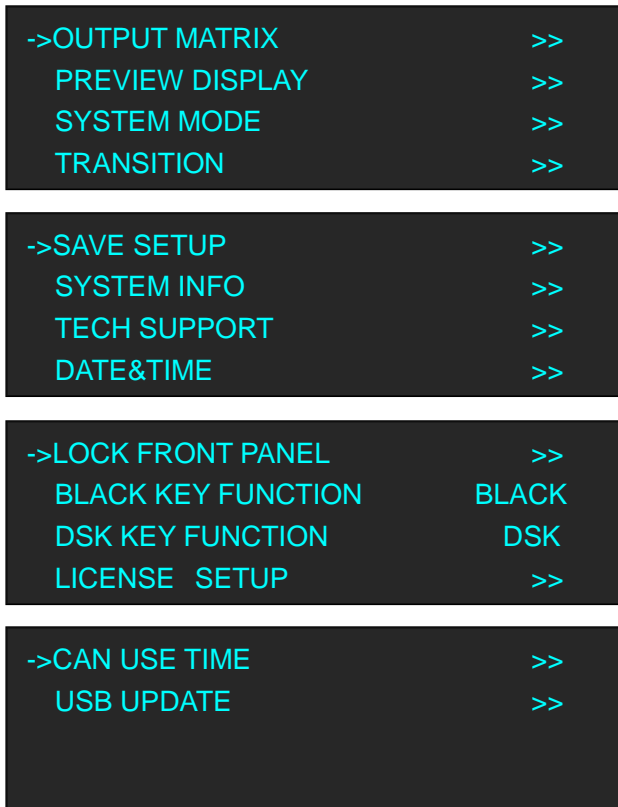 ->OUTPUT MATRIX >>
PREVIEW DISPLAY >>
SYSTEM MODE >>
TRANSITION >>
->SAVE SETUP >>
SYSTEM INFO >>
TECH SUPPORT >>
DATE&TIME >>
->LOCK FRONT PANEL >>
BLACK KEY FUNCTION BLACK
DSK KEY FUNCTION DSK
LICENSE SETUP >>
->CAN USE TIME >>
USB UPDATE >>